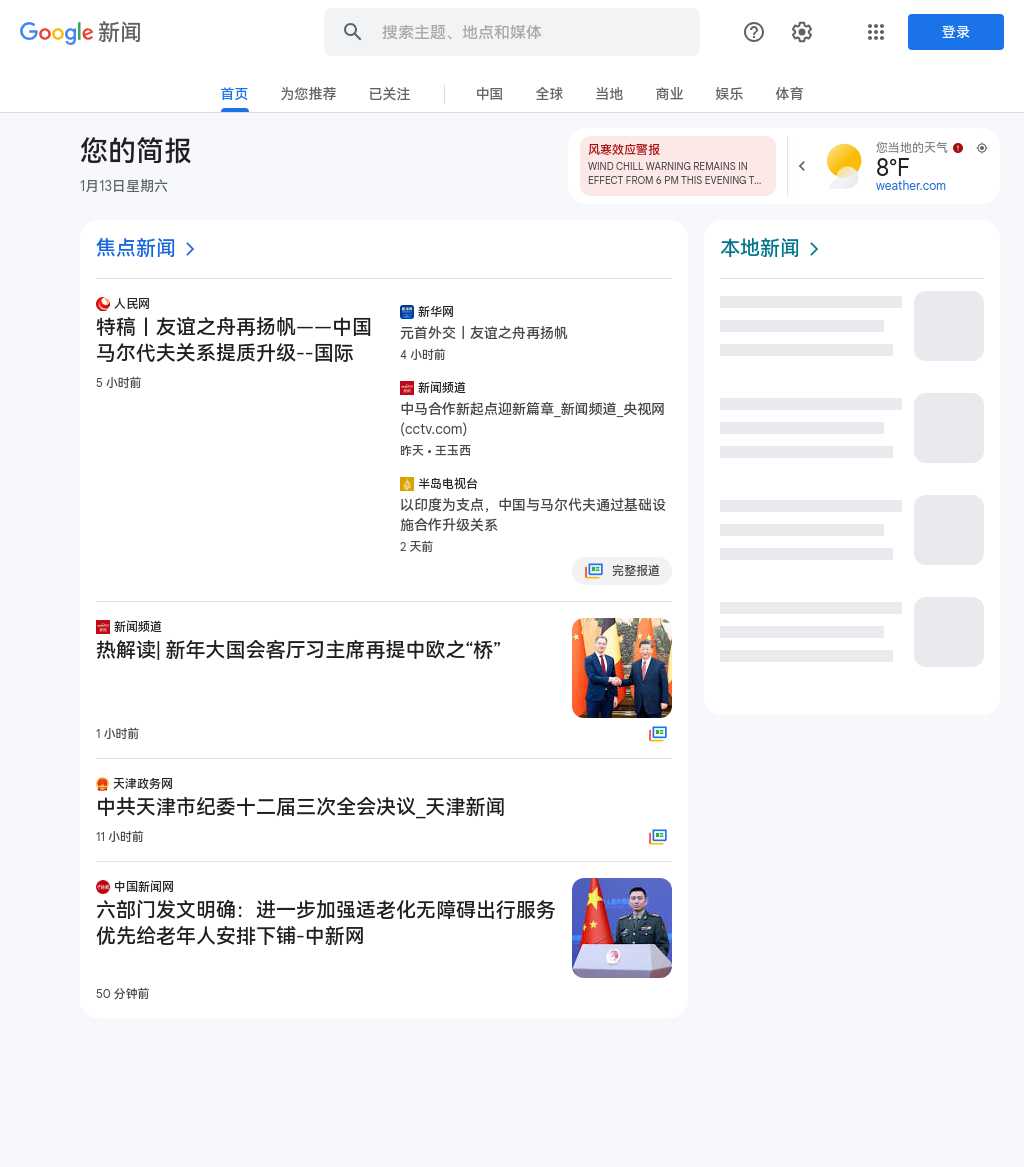 Google 新闻
搜索主题、地点和媒体
登录
首页
为您推荐
已关注
中国
全球
当地
商业
娱乐
体育
您的简报
1月13日星期六
风寒效应警报
WIND CHILL WARNING REMAINS IN
EFFECT FROM 6 PM THIS EVENING T...
您当地的天气
8°F
weather.com
焦点新闻
人民网
特稿丨友谊之舟再扬帆——中国
马尔代夫关系提质升级--国际
5 小时前
新华网
元首外交丨友谊之舟再扬帆
4 小时前
新闻频道
中马合作新起点迎新篇章_新闻频道_央视网
(cctv.com)
昨天 • 王玉西
半岛电视台
以印度为支点，中国与马尔代夫通过基础设
施合作升级关系
2 天前
完整报道
新闻频道
热解读| 新年大国会客厅习主席再提中欧之“桥”
1 小时前
天津政务网
中共天津市纪委十二届三次全会决议_天津新闻
11 小时前
中国新闻网
六部门发文明确：进一步加强适老化无障碍出行服务
优先给老年人安排下铺-中新网
50 分钟前
本地新闻